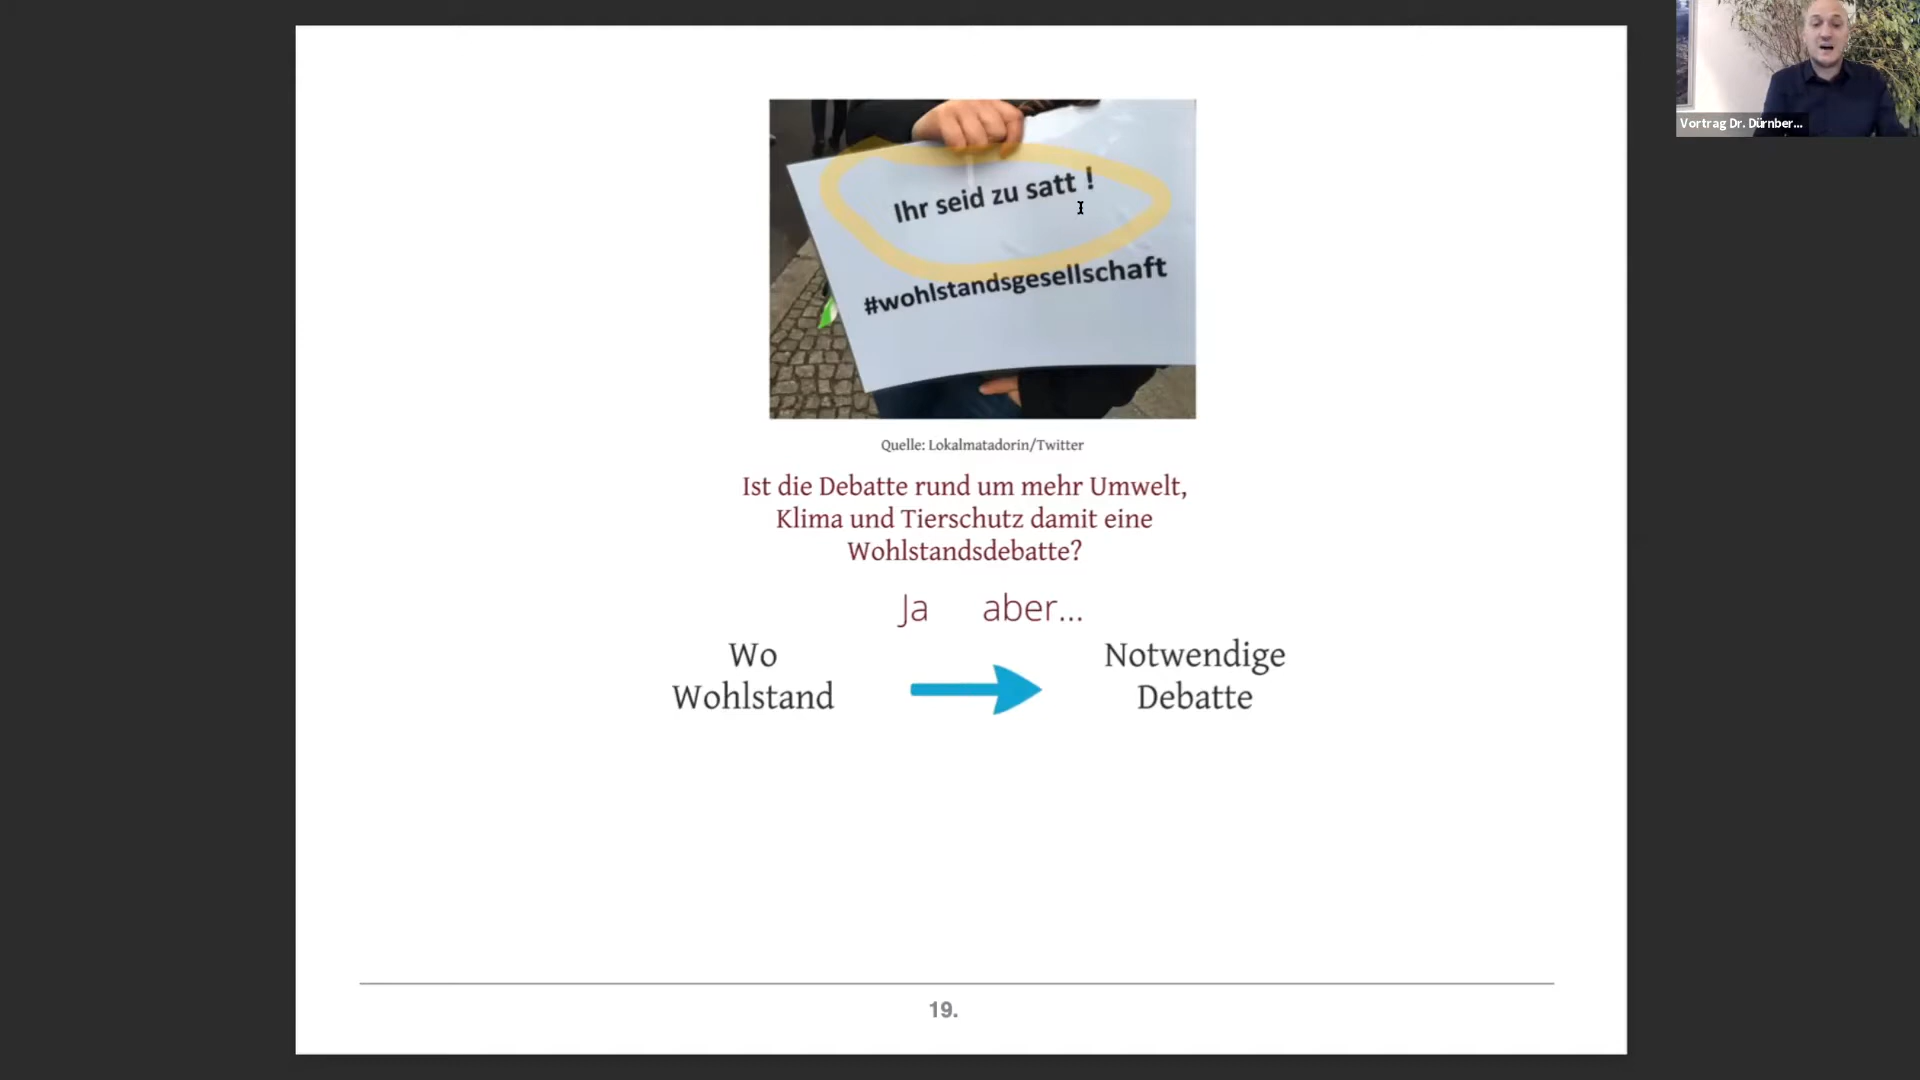 Vortrag Dr. Dürnber...
Ihr seid zu satt !
#wohlstandsgesellschaft
Quelle: Lokalmatadorin/Twitter
Ist die Debatte rund um mehr Umwelt,
Klima und Tierschutz damit eine
Wohlstandsdebatte?
Ja aber...
Wo
Wohlstand
Notwendige
Debatte
19.